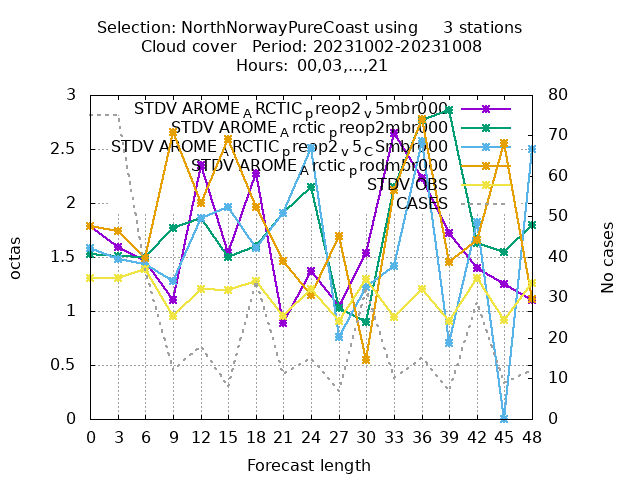 Selection: NorthNorwayPureCoast using 3 stations
Cloud cover Period: 20231002-20231008
Hours: 00,03,...,21
STDV AROME_ARCTIC_preop2_v5mbr000
STDV AROME_Arctic_preop2mbr000
STDV AROME_ARCTIC_preop2_v5_CSmbr000
STDV AROME_Arctic_prodmbr000
STDV OBS
CASES
octas
No cases
3
2.5
2
1.5
1
0.5
0
80
70
60
50
40
30
20
10
0
0 3 6 9 12 15 18 21 24 27 30 33 36 39 42 45 48
Forecast length